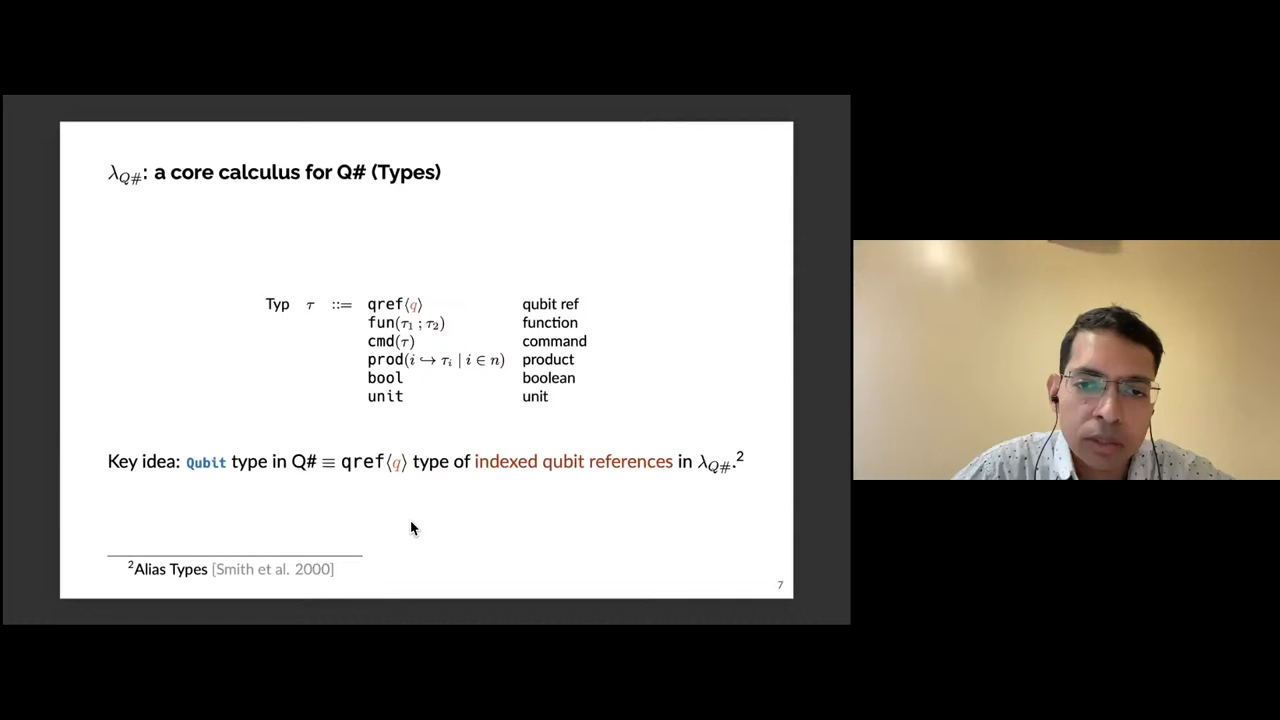 λQ#: a core calculus for Q# (Types)
Typ τ ::= qref⟨q⟩ qubit ref
fun(τ1 ; τ2) function
cmd(τ) command
prod(i ↪ τi | i ∈ n) product
bool boolean
unit unit
Key idea: Qubit type in Q# ≡ qref⟨q⟩ type of indexed qubit references in λQ#.2
2Alias Types [Smith et al. 2000]
7